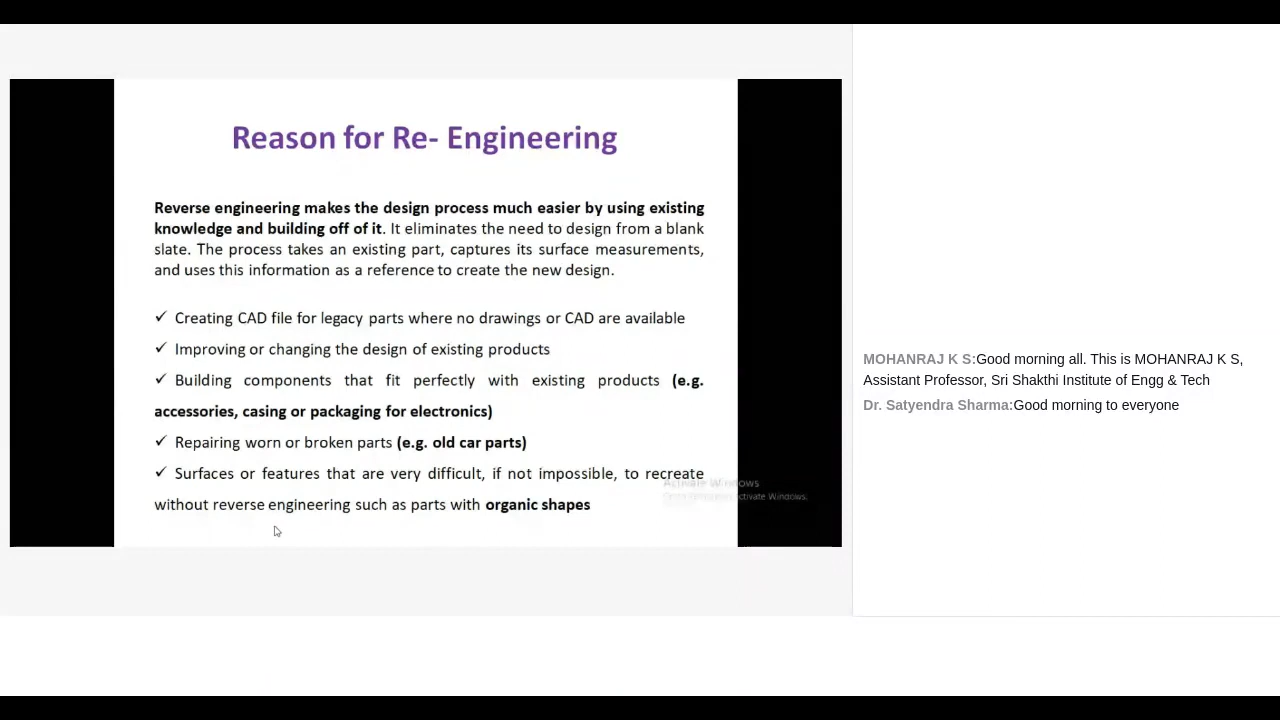 Reason for Re- Engineering
Reverse engineering makes the design process much easier by using existing
knowledge and building off of it. It eliminates the need to design from a blank
slate. The process takes an existing part, captures its surface measurements,
and uses this information as a reference to create the new design.
✓ Creating CAD file for legacy parts where no drawings or CAD are available
✓ Improving or changing the design of existing products
✓ Building components that fit perfectly with existing products (e.g.
accessories, casing or packaging for electronics)
✓ Repairing worn or broken parts (e.g. old car parts)
✓ Surfaces or features that are very difficult, if not impossible, to recreate
without reverse engineering such as parts with organic shapes
Activate Windows
Activate Windows.
MOHANRAJ K S:Good morning all. This is MOHANRAJ K S,
Assistant Professor, Sri Shakthi Institute of Engg & Tech
Dr. Satyendra Sharma:Good morning to everyone